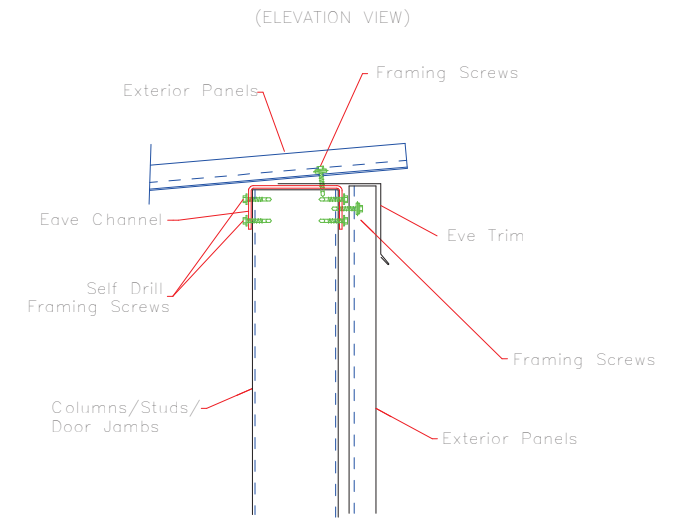 (ELEVATION VIEW)
Framing Screws
Exterior Panels
Eave Channel
Eve Trim
Self Drill
Framing Screws
Framing Screws
Columns/Studs/
Door Jambs
Exterior Panels